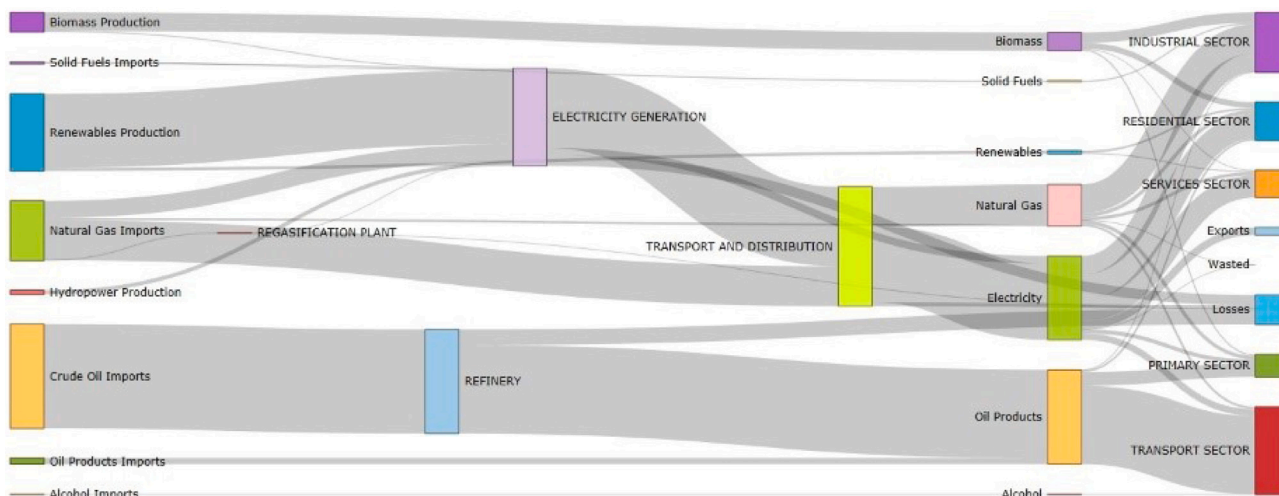 Biomass Production
Solid Fuels Imports
Renewables Production
Natural Gas Imports
REGASIFICATION PLANT
Hydropower Production
Crude Oil Imports
Oil Products Imports
Alcohol Imports
ELECTRICITY GENERATION
REFINERY
TRANSPORT AND DISTRIBUTION
Biomass
Solid Fuels
Renewables
Natural Gas
Electricity
Oil Products
Alcohol
INDUSTRIAL SECTOR
RESIDENTIAL SECTOR
SERVICES SECTOR
Exports
Wasted
Losses
PRIMARY SECTOR
TRANSPORT SECTOR